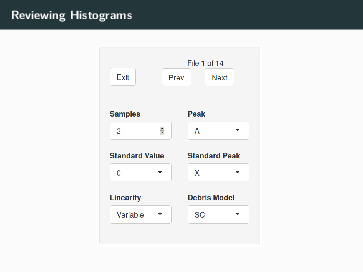 Reviewing Histograms
File 1 of 14
Exit Prev Next
Samples Peak
2 A
Standard Value Standard Peak
0 X
Linearity Debris Model
Variable SC